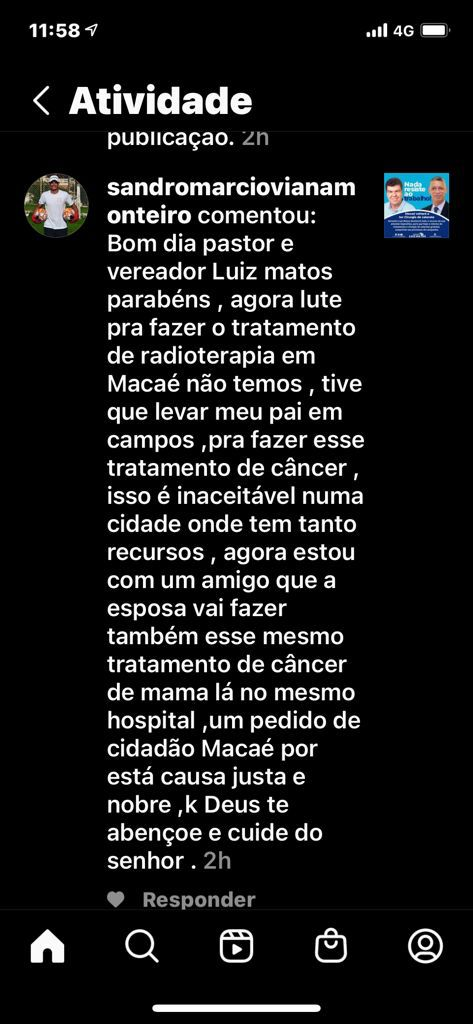 11:58
4G
Atividade
publicação. 2h
sandromarciovianam
onteiro comentou:
Bom dia pastor e
vereador Luiz matos
parabéns , agora lute
pra fazer o tratamento
de radioterapia em
Macaé não temos , tive
que levar meu pai em
campos ,pra fazer esse
tratamento de câncer ,
isso é inaceitável numa
cidade onde tem tanto
recursos , agora estou
com um amigo que a
esposa vai fazer
também esse mesmo
tratamento de câncer
de mama lá no mesmo
hospital ,um pedido de
cidadão Macaé por
está causa justa e
nobre ,k Deus te
abençoe e cuide do
senhor . 2h
Responder
Nada
resiste
ao
trabalho!